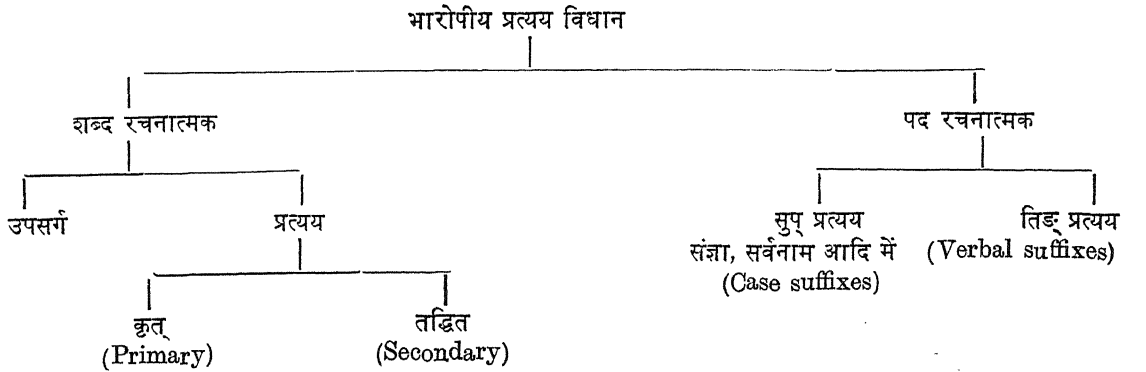 भारोपीय प्रत्यय विधान
शब्द रचनात्मक
पद रचनात्मक
उपसर्ग
प्रत्यय
सुप् प्रत्यय
संज्ञा, सर्वनाम आदि में
(Case suffixes)
तिङ् प्रत्यय
(Verbal suffixes)
कृत्
(Primary)
तद्धित
(Secondary)